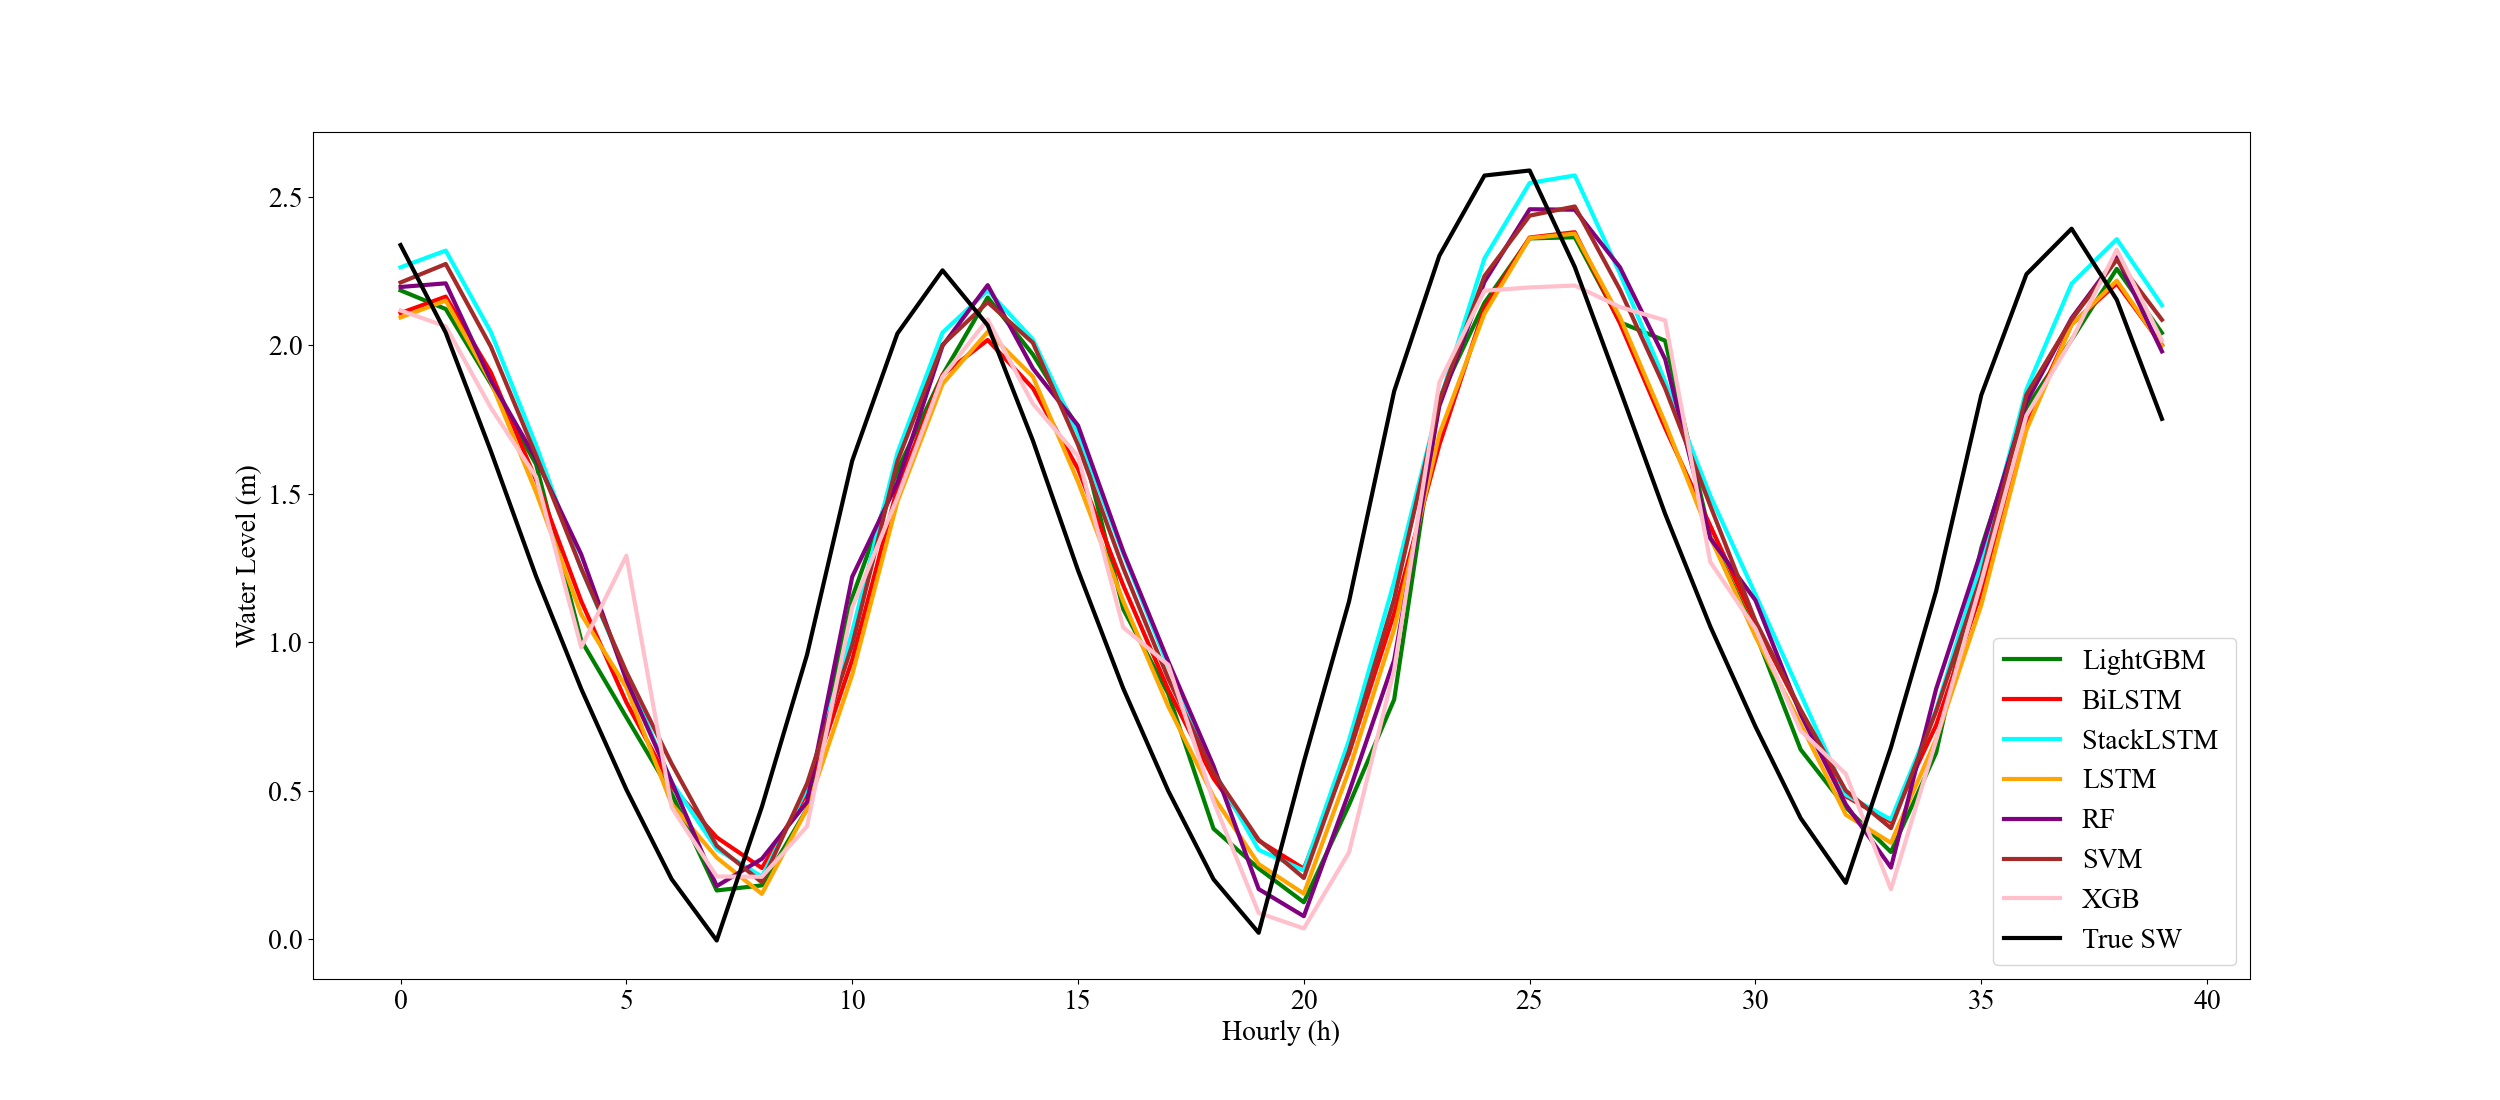 2.5
2.0
1.5
1.0
0.5
0.0
Water Level (m)
0 5 10 15 20 25 30 35 40
Hourly (h)
LightGBM
BiLSTM
StackLSTM
LSTM
RF
SVM
XGB
True SW